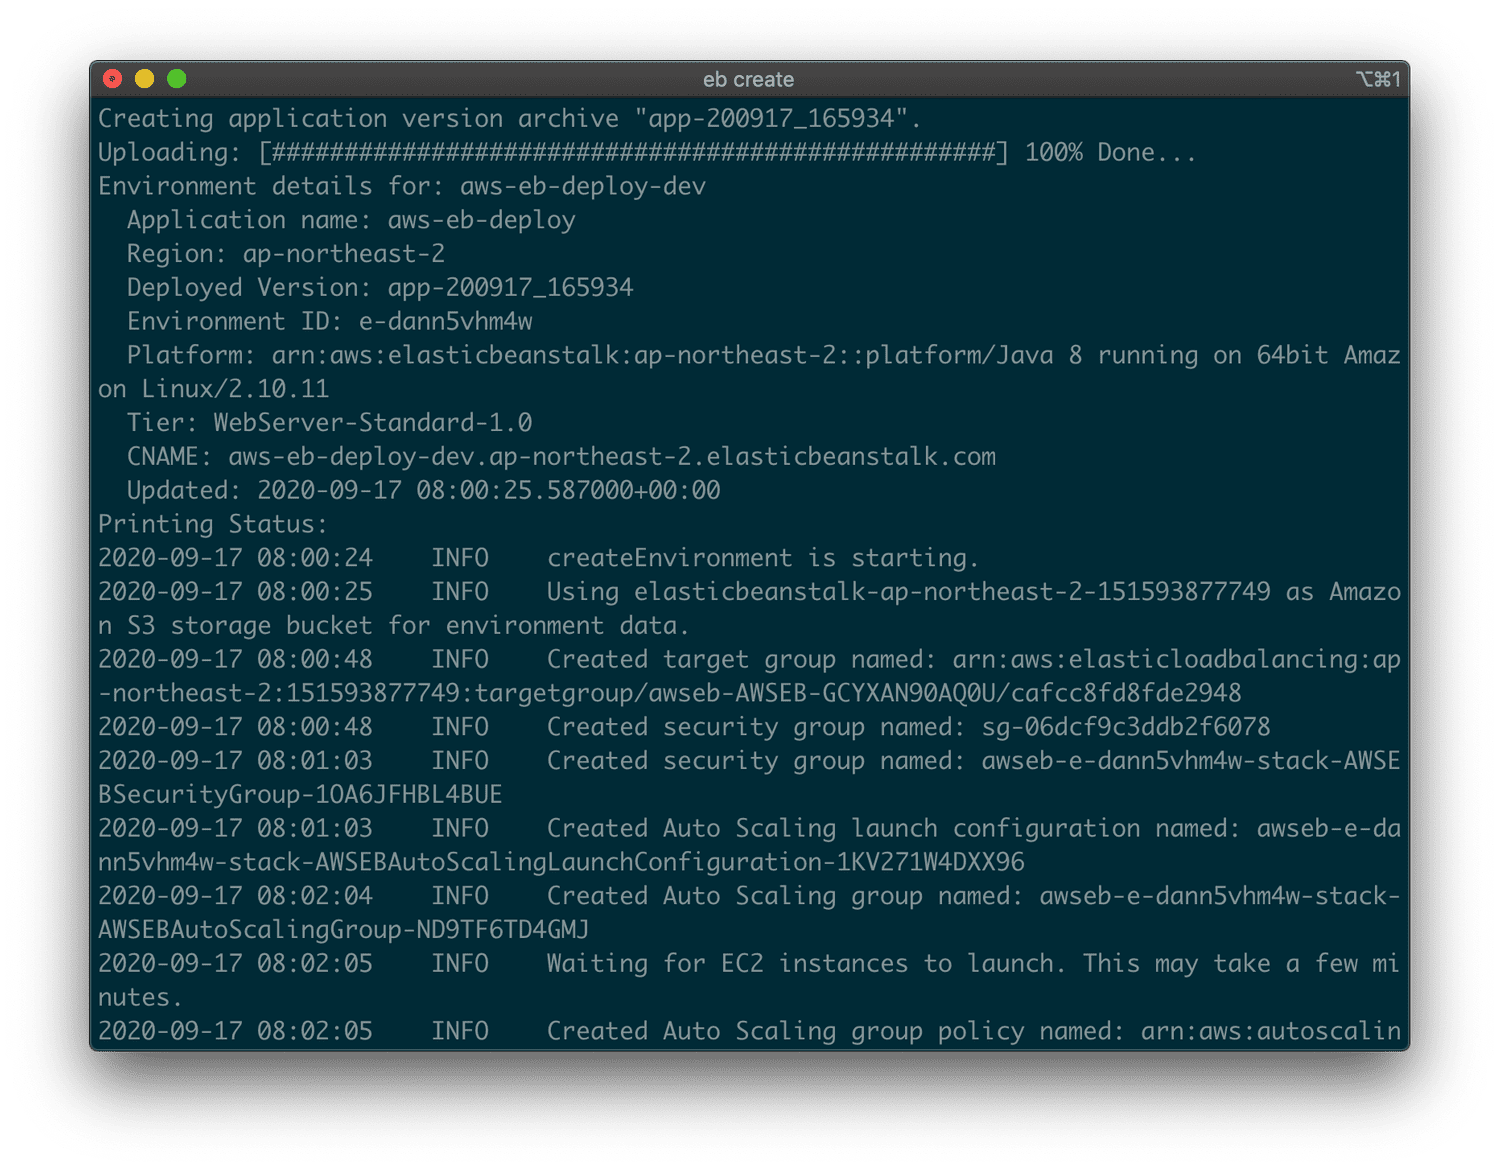 eb create
⌥⌘1
Creating application version archive "app-200917_165934".
Uploading: [##################################################] 100% Done...
Environment details for: aws-eb-deploy-dev
  Application name: aws-eb-deploy
  Region: ap-northeast-2
  Deployed Version: app-200917_165934
  Environment ID: e-dann5vhm4w
  Platform: arn:aws:elasticbeanstalk:ap-northeast-2::platform/Java 8 running on 64bit Amaz
on Linux/2.10.11
  Tier: WebServer-Standard-1.0
  CNAME: aws-eb-deploy-dev.ap-northeast-2.elasticbeanstalk.com
  Updated: 2020-09-17 08:00:25.587000+00:00
Printing Status:
2020-09-17 08:00:24    INFO    createEnvironment is starting.
2020-09-17 08:00:25    INFO    Using elasticbeanstalk-ap-northeast-2-151593877749 as Amazo
n S3 storage bucket for environment data.
2020-09-17 08:00:48    INFO    Created target group named: arn:aws:elasticloadbalancing:ap
-northeast-2:151593877749:targetgroup/awseb-AWSEB-GCYXAN90AQ0U/cafcc8fd8fde2948
2020-09-17 08:00:48    INFO    Created security group named: sg-06dcf9c3ddb2f6078
2020-09-17 08:01:03    INFO    Created security group named: awseb-e-dann5vhm4w-stack-AWSE
BSecurityGroup-1OA6JFHBL4BUE
2020-09-17 08:01:03    INFO    Created Auto Scaling launch configuration named: awseb-e-da
nn5vhm4w-stack-AWSEBAutoScalingLaunchConfiguration-1KV271W4DXX96
2020-09-17 08:02:04    INFO    Created Auto Scaling group named: awseb-e-dann5vhm4w-stack-
AWSEBAutoScalingGroup-ND9TF6TD4GMJ
2020-09-17 08:02:05    INFO    Waiting for EC2 instances to launch. This may take a few mi
nutes.
2020-09-17 08:02:05    INFO    Created Auto Scaling group policy named: arn:aws:autoscalin